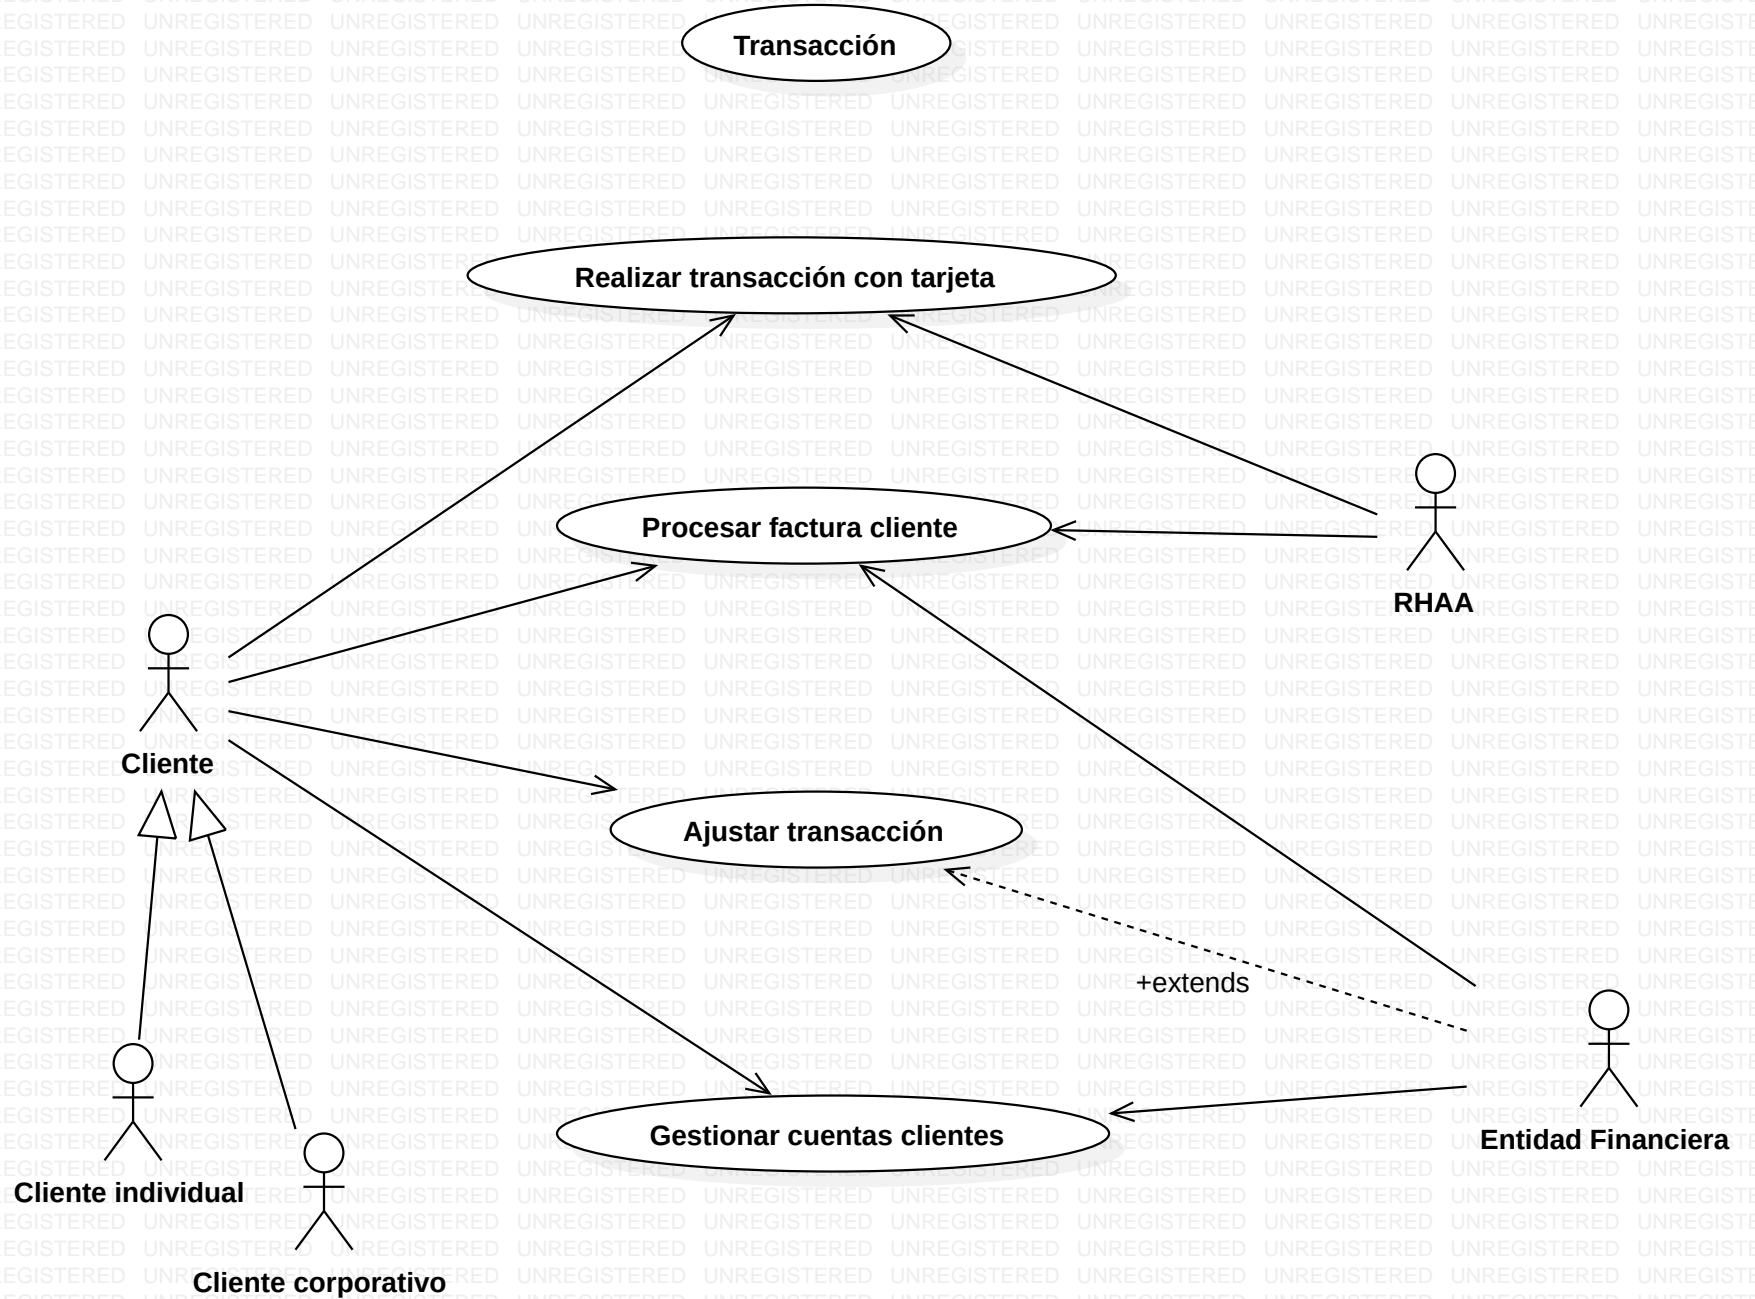 Transacción
Realizar transacción con tarjeta
Procesar factura cliente
RHAA
Cliente
Ajustar transacción
+extends
Gestionar cuentas clientes
Entidad Financiera
Cliente individual
Cliente corporativo
UNREGISTERED